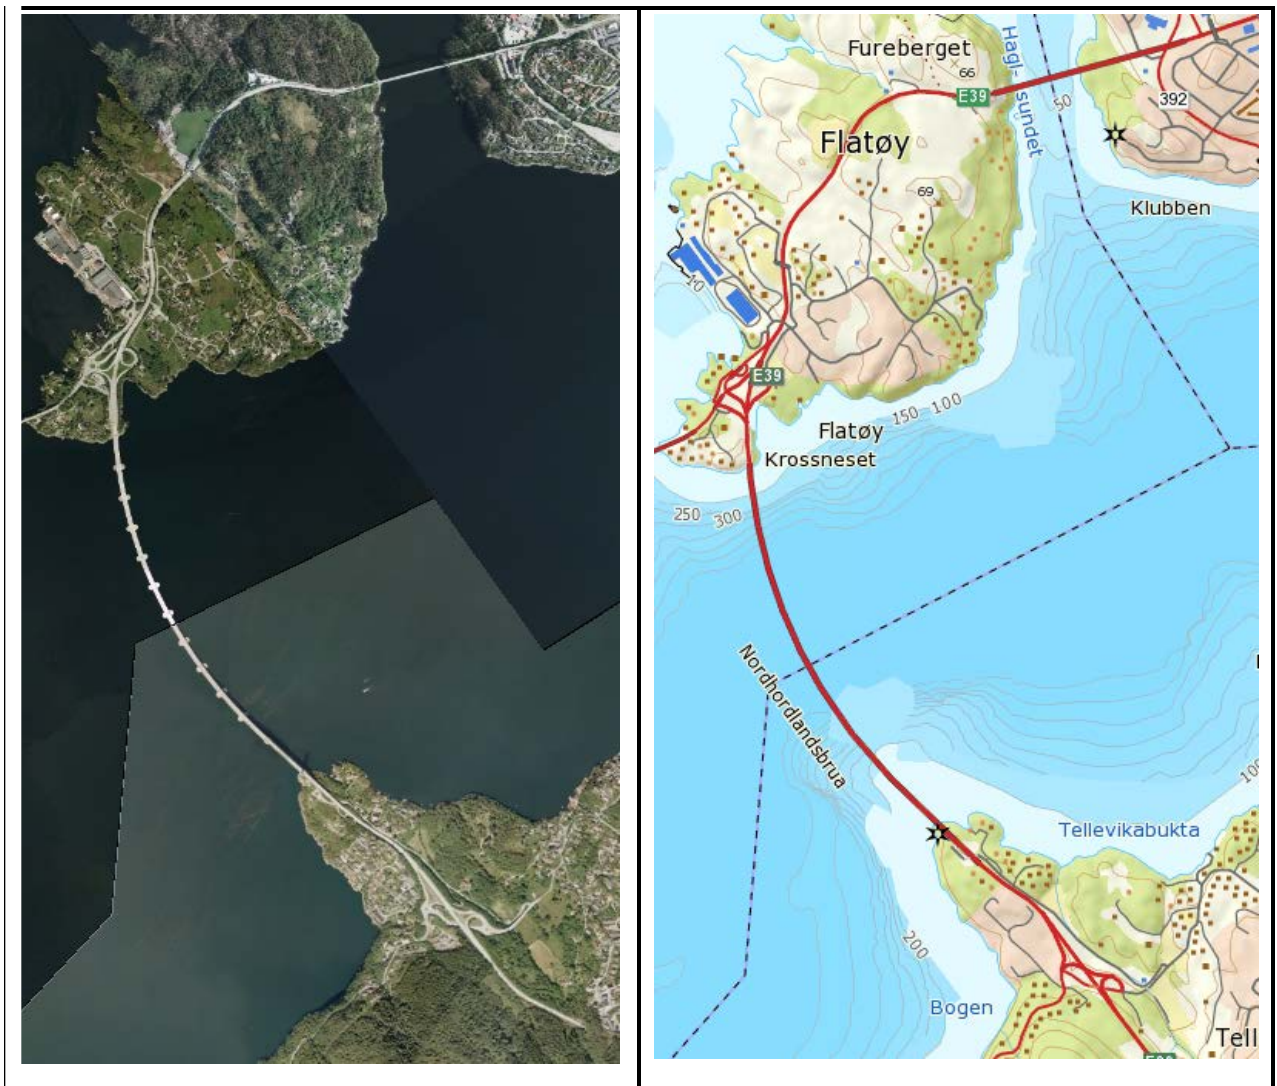 Fureberget
66
Hagl-
sundet
E39
50
392
Flatøy
69
Klubben
10
E39
150
100
Flatøy
Krossneset
250
300
Nordhordlandsbrua
Tellevikabukta
100
200
Bogen
Tell